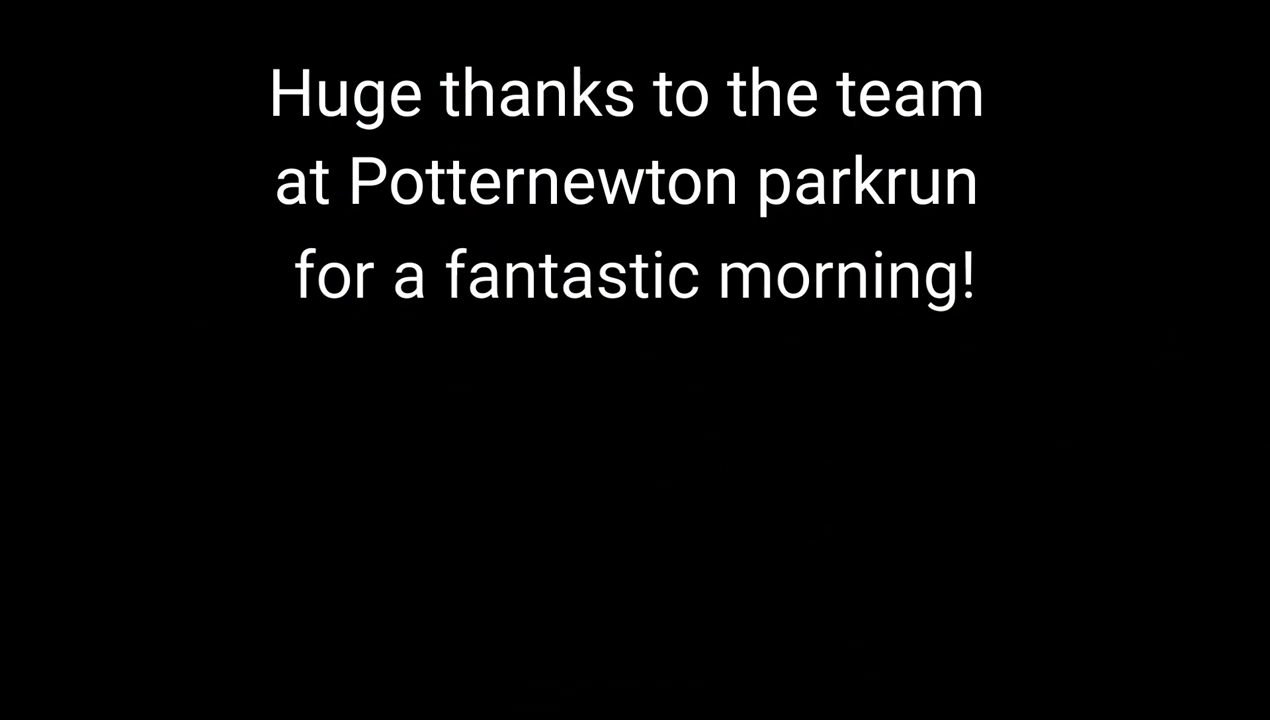 Huge thanks to the team
at Potternewton parkrun
for a fantastic morning!